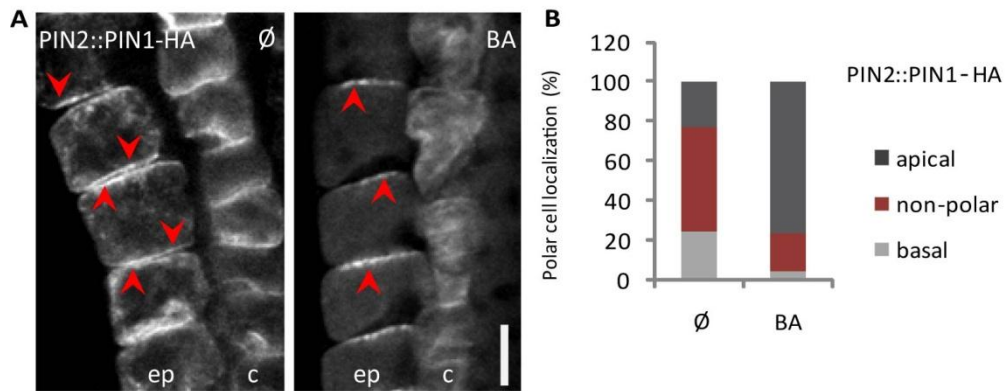 A
PIN2::PIN1-HA Ø
BA
ep c
ep c
B
120
100
80
60
40
20
0
Polar cell localization (%)
Ø BA
PIN2::PIN1-HA
apical
non-polar
basal